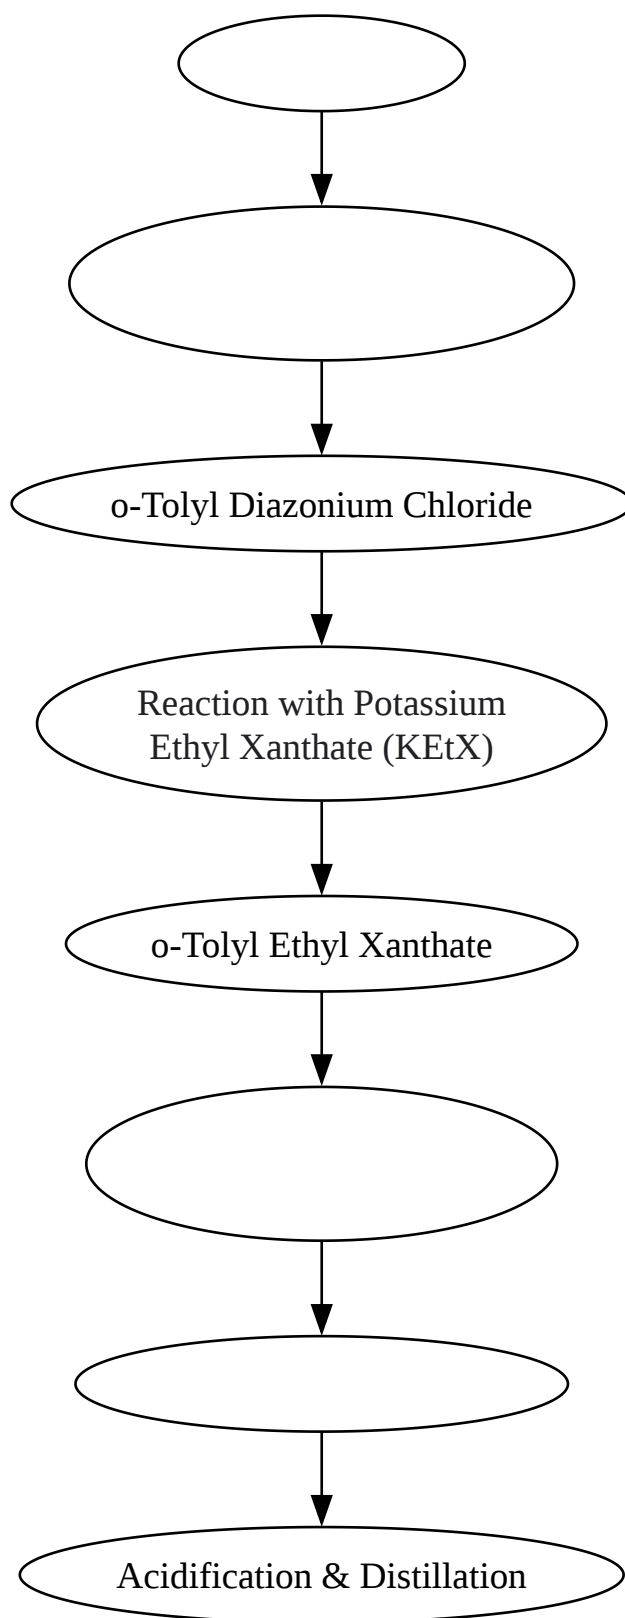 o-Tolyl Diazonium Chloride
Reaction with Potassium
Ethyl Xanthate (KEtX)
o-Tolyl Ethyl Xanthate
Acidification & Distillation